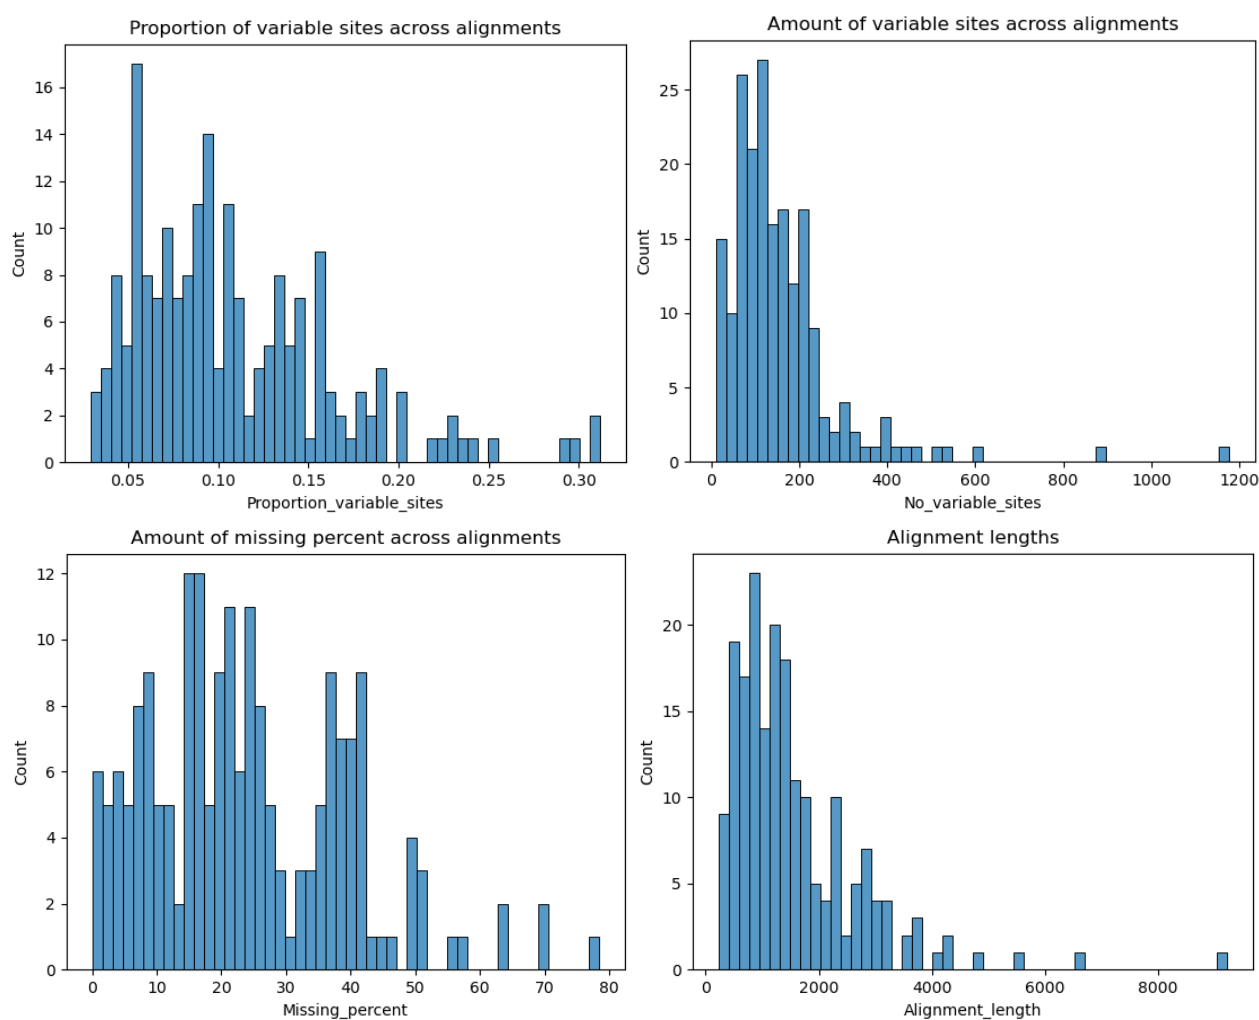 Proportion of variable sites across alignments
Count
0
2
4
6
8
10
12
14
16
0.05 0.10 0.15 0.20 0.25 0.30
Proportion_variable_sites
Amount of variable sites across alignments
Count
0
5
10
15
20
25
0 200 400 600 800 1000 1200
No_variable_sites
Amount of missing percent across alignments
Count
0
2
4
6
8
10
12
0 10 20 30 40 50 60 70 80
Missing_percent
Alignment lengths
Count
0
5
10
15
20
0 2000 4000 6000 8000
Alignment_length